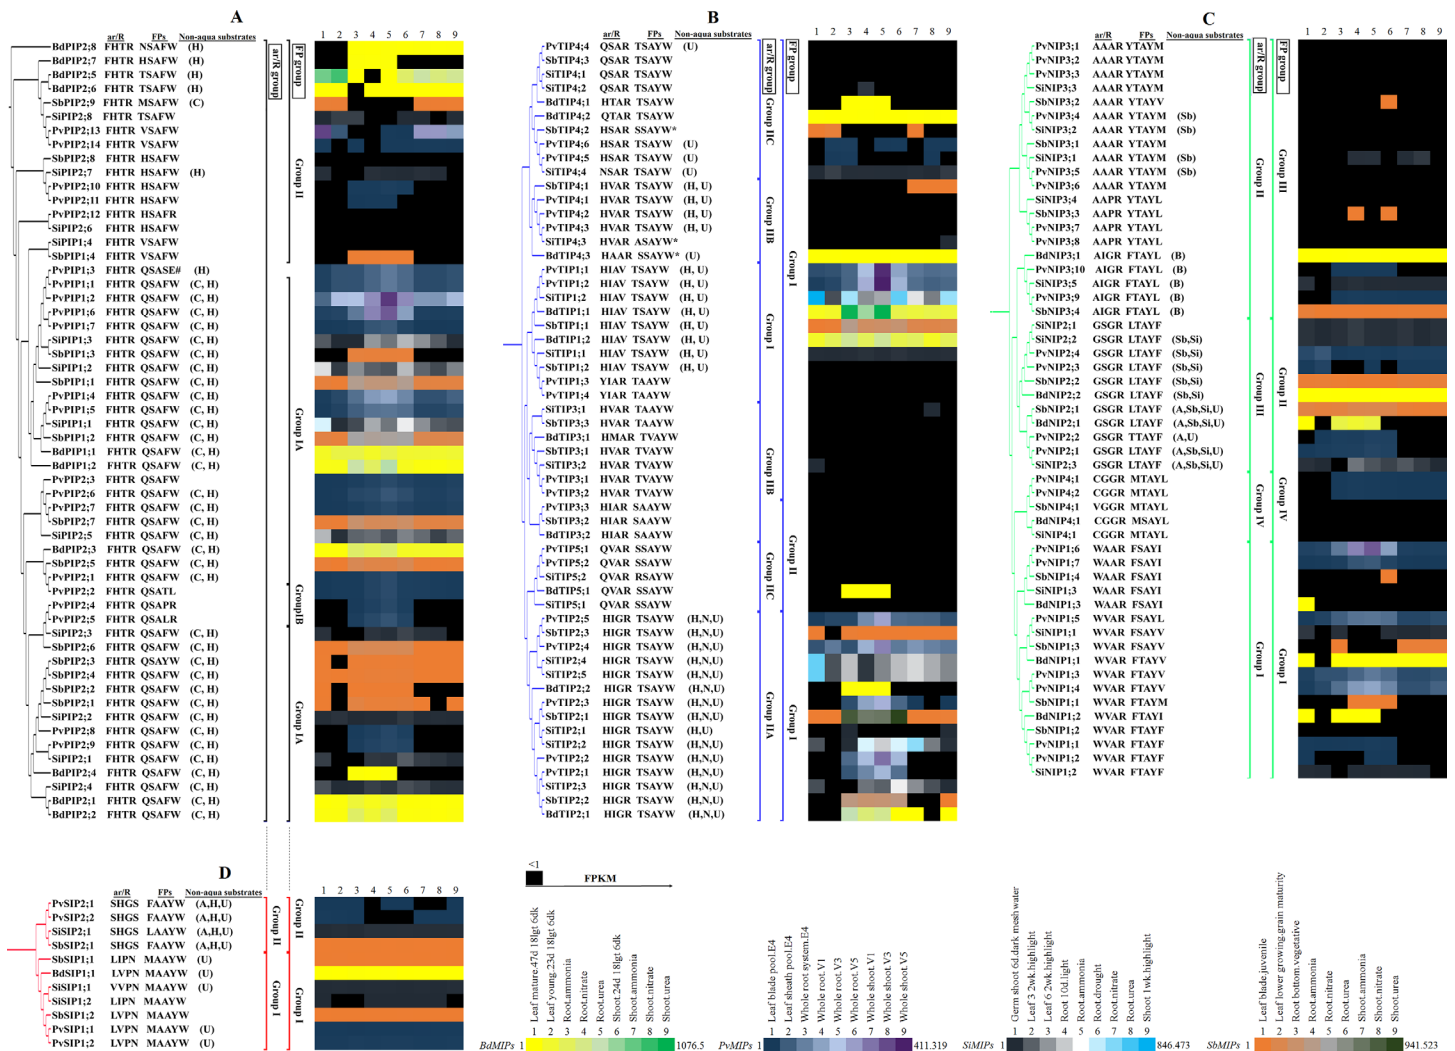 A
ar/R FPs Non-aqua substrates
1 2 3 4 5 6 7 8 9
ar/R group
FP group
BdPIP2;8 FHTR NSAFW (H)
BdPIP2;7 FHTR HSAFW (H)
BdPIP2;5 FHTR TSAFW (H)
BdPIP2;6 FHTR TSAFW (H)
SbPIP2;9 FHTR MSAFW (C)
SiPIP2;8 FHTR TSAFW
PvPIP2;13 FHTR VSAFW
PvPIP2;14 FHTR VSAFW
SbPIP2;8 FHTR HSAFW
SiPIP2;7 FHTR HSAFW (H)
PvPIP2;10 FHTR HSAFW
PvPIP2;11 FHTR HSAFW
PvPIP2;12 FHTR HSAFR
SiPIP2;6 FHTR HSAFW
SiPIP1;4 FHTR VSAFW
SbPIP1;4 FHTR VSAFW
PvPIP1;3 FHTR QSASE# (H)
PvPIP1;1 FHTR QSAFW (C, H)
PvPIP1;2 FHTR QSAFW (C, H)
PvPIP1;6 FHTR QSAFW (C, H)
PvPIP1;7 FHTR QSAFW (C, H)
SiPIP1;3 FHTR QSAFW (C, H)
SbPIP1;3 FHTR QSAFW (C, H)
SiPIP1;2 FHTR QSAFW (C, H)
SbPIP1;1 FHTR QSAFW (C, H)
PvPIP1;4 FHTR QSAFW (C, H)
PvPIP1;5 FHTR QSAFW (C, H)
SiPIP1;1 FHTR QSAFW (C, H)
SbPIP1;2 FHTR QSAFW (C, H)
BdPIP1;1 FHTR QSAFW (C, H)
BdPIP1;2 FHTR QSAFW (C, H)
PvPIP2;3 FHTR QSAFW
PvPIP2;6 FHTR QSAFW (C, H)
PvPIP2;7 FHTR QSAFW (C, H)
SbPIP2;7 FHTR QSAFW (C, H)
SiPIP2;5 FHTR QSAFW (C, H)
BdPIP2;3 FHTR QSAFW (C, H)
SbPIP2;5 FHTR QSAFW (C, H)
PvPIP2;1 FHTR QSAFW (C, H)
PvPIP2;2 FHTR QSATL
PvPIP2;4 FHTR QSAPR
PvPIP2;5 FHTR QSALR
SiPIP2;3 FHTR QSAFW (C, H)
SbPIP2;6 FHTR QSAFW (C, H)
SbPIP2;3 FHTR QSAYW (C, H)
SbPIP2;4 FHTR QSAFW (C, H)
SbPIP2;2 FHTR QSAFW (C, H)
SbPIP2;1 FHTR QSAFW (C, H)
SiPIP2;2 FHTR QSAFW (C, H)
PvPIP2;8 FHTR QSAFW (C, H)
PvPIP2;9 FHTR QSAFW (C, H)
SiPIP2;1 FHTR QSAFW (C, H)
BdPIP2;4 FHTR QSAFW (C, H)
SiPIP2;4 FHTR QSAFW (C, H)
BdPIP2;1 FHTR QSAFW (C, H)
BdPIP2;2 FHTR QSAFW (C, H)
Group II
Group IA
GroupIB
Group IA
B
ar/R FPs Non-aqua substrates
1 2 3 4 5 6 7 8 9
ar/R group
FP group
PvTIP4;4 QSAR TSAYW (U)
SbTIP4;3 QSAR TSAYW
SiTIP4;1 QSAR TSAYW
SiTIP4;2 QSAR TSAYW
BdTIP4;1 HTAR TSAYW
BdTIP4;2 QTAR TSAYW
SbTIP4;2 HSAR SSAYW*
PvTIP4;6 HSAR TSAYW (U)
PvTIP4;5 HSAR TSAYW (U)
SiTIP4;4 NSAR TSAYW (U)
SbTIP4;1 HVAR TSAYW (H, U)
PvTIP4;1 HVAR TSAYW (H, U)
PvTIP4;2 HVAR TSAYW (H, U)
PvTIP4;3 HVAR TSAYW (H, U)
SiTIP4;3 HVAR ASAYW*
BdTIP4;3 HAAR SSAYW* (U)
PvTIP1;1 HIAV TSAYW (H, U)
PvTIP1;2 HIAV TSAYW (H, U)
SiTIP1;2 HIAV TSAYW (H, U)
BdTIP1;1 HIAV TSAYW (H, U)
SbTIP1;1 HIAV TSAYW (H, U)
BdTIP1;2 HIAV TSAYW (H, U)
SiTIP1;1 HIAV TSAYW (H, U)
SbTIP1;2 HIAV TSAYW (H, U)
PvTIP1;3 YIAR TAAYW
PvTIP1;4 YIAR TAAYW
SiTIP3;1 HVAR TAAYW
SbTIP3;3 HVAR TAAYW
BdTIP3;1 HMAR TVAYW
SbTIP3;1 HVAR TVAYW
SiTIP3;2 HVAR TVAYW
PvTIP3;1 HVAR TVAYW
PvTIP3;2 HVAR TVAYW
PvTIP3;3 HIAR SAAYW
SbTIP3;2 HIAR SAAYW
BdTIP3;2 HIAR SAAYW
PvTIP5;1 QVAR SSAYW
PvTIP5;2 QVAR SSAYW
SiTIP5;2 QVAR RSAYW
BdTIP5;1 QVAR SSAYW
SiTIP5;1 QVAR SSAYW
PvTIP2;5 HIGR TSAYW (H,N,U)
SbTIP2;3 HIGR TSAYW (H,N,U)
PvTIP2;4 HIGR TSAYW (H,N,U)
SiTIP2;4 HIGR TSAYW (H,N,U)
SiTIP2;5 HIGR TSAYW (H,N,U)
BdTIP2;2 HIGR TSAYW (H,N,U)
PvTIP2;3 HIGR TSAYW (H,N,U)
SbTIP2;1 HIGR TSAYW (H,N,U)
SiTIP2;1 HIGR TSAYW (H,U)
SiTIP2;2 HIGR TSAYW (H,N,U)
PvTIP2;2 HIGR TSAYW (H,N,U)
PvTIP2;1 HIGR TSAYW (H,N,U)
SiTIP2;3 HIGR TSAYW (H,N,U)
SbTIP2;2 HIGR TSAYW (H,N,U)
BdTIP2;1 HIGR TSAYW (H,N,U)
Group IIC
Group IIB
Group I
Group IIB
Group IIC
Group IIA
Group I
Group II
Group I
C
ar/R FPs Non-aqua substrates
1 2 3 4 5 6 7 8 9
ar/R group
FP group
PvNIP3;1 AAAR YTAYM
PvNIP3;2 AAAR YTAYM
PvNIP3;3 AAAR YTAYM
SiNIP3;3 AAAR YTAYM
SbNIP3;2 AAAR YTAYV
PvNIP3;4 AAAR YTAYM (Sb)
SiNIP3;2 AAAR YTAYM (Sb)
SbNIP3;1 AAAR YTAYM
SiNIP3;1 AAAR YTAYM (Sb)
PvNIP3;5 AAAR YTAYM (Sb)
PvNIP3;6 AAAR YTAYM
SiNIP3;4 AAPR YTAYL
SbNIP3;3 AAPR YTAYL
PvNIP3;7 AAPR YTAYL
PvNIP3;8 AAPR YTAYL
BdNIP3;1 AIGR FTAYL (B)
PvNIP3;10 AIGR FTAYL (B)
SiNIP3;5 AIGR FTAYL (B)
PvNIP3;9 AIGR FTAYL (B)
SbNIP3;4 AIGR FTAYL (B)
SiNIP2;1 GSGR LTAYF
SiNIP2;2 GSGR LTAYF (Sb,Si)
PvNIP2;4 GSGR LTAYF (Sb,Si)
PvNIP2;3 GSGR LTAYF (Sb,Si)
SbNIP2;2 GSGR LTAYF (Sb,Si)
BdNIP2;2 GSGR LTAYF (Sb,Si)
SbNIP2;1 GSGR LTAYF (A,Sb,Si,U)
BdNIP2;1 GSGR LTAYF (A,Sb,Si,U)
PvNIP2;2 GSGR TTAYF (A,U)
PvNIP2;1 GSGR LTAYF (A,Sb,Si,U)
SiNIP2;3 GSGR LTAYF (A,Sb,Si,U)
PvNIP4;1 CGGR MTAYL
PvNIP4;2 CGGR MTAYL
SbNIP4;1 VGGR MTAYL
BdNIP4;1 CGGR MSAYL
SiNIP4;1 CGGR MTAYL
PvNIP1;6 WAAR FSAYI
PvNIP1;7 WAAR FSAYI
SbNIP1;4 WAAR FSAYI
SiNIP1;3 WAAR FSAYI
BdNIP1;3 WAAR FSAYI
PvNIP1;5 WVAR FSAYL
SiNIP1;1 WVAR FSAYV
SbNIP1;3 WVAR FSAYV
BdNIP1;1 WVAR FTAYV
PvNIP1;3 WVAR FTAYV
PvNIP1;4 WVAR FTAYV
SbNIP1;1 WVAR FTAYM
BdNIP1;2 WVAR FTAYI
SbNIP1;2 WVAR FTAYF
PvNIP1;1 WVAR FTAYF
PvNIP1;2 WVAR FTAYF
SiNIP1;2 WVAR FTAYF
Group II
Group III
Group IV
Group I
Group III
Group II
Group IV
Group I
D
ar/R FPs Non-aqua substrates
1 2 3 4 5 6 7 8 9
PvSIP2;1 SHGS FAAYW (A,H,U)
PvSIP2;2 SHGS FAAYW (A,H,U)
SiSIP2;1 SHGS LAAYW (A,H,U)
SbSIP2;1 SHGS FAAYW (A,H,U)
SbSIP1;1 LIPN MAAYW (U)
BdSIP1;1 LVPN MAAYW (U)
SiSIP1;1 VVPN MAAYW (U)
SiSIP1;2 LIPN MAAYW
SbSIP1;2 LVPN MAAYW
PvSIP1;1 LVPN MAAYW (U)
PvSIP1;2 LVPN MAAYW (U)
Group II
Group I
Group II
Group I
<1
FPKM
Leaf mature.47d 18lgt 6dk
Leaf young.23d 18lgt 6dk
Root.ammonia
Root.nitrate
Root.urea
Shoot.24d 18lgt 6dk
Shoot.ammonia
Shoot.nitrate
Shoot.urea
1 2 3 4 5 6 7 8 9
BdMIPs 1 1076.5
Leaf blade pool.E4
Leaf sheath pool.E4
Whole root system.E4
Whole root.V1
Whole root.V3
Whole root.V5
Whole shoot.V1
Whole shoot.V3
Whole shoot.V5
1 2 3 4 5 6 7 8 9
PvMIPs 1 411.319
Germ shoot 6d.dark meshwater
Leaf 3 2wk.highlight
Leaf 6 2wk.highlight
Root 10d.light
Root.ammonia
Root.drought
Root.nitrate
Root.urea
Shoot 1wk.highlight
1 2 3 4 5 6 7 8 9
SiMIPs 1 846.473
Leaf blade.juvenile
Leaf lower growing.grain maturity
Root bottom.vegetative
Root.ammonia
Root.nitrate
Root.urea
Shoot.ammonia
Shoot.nitrate
Shoot.urea
1 2 3 4 5 6 7 8 9
SbMIPs 1 941.523